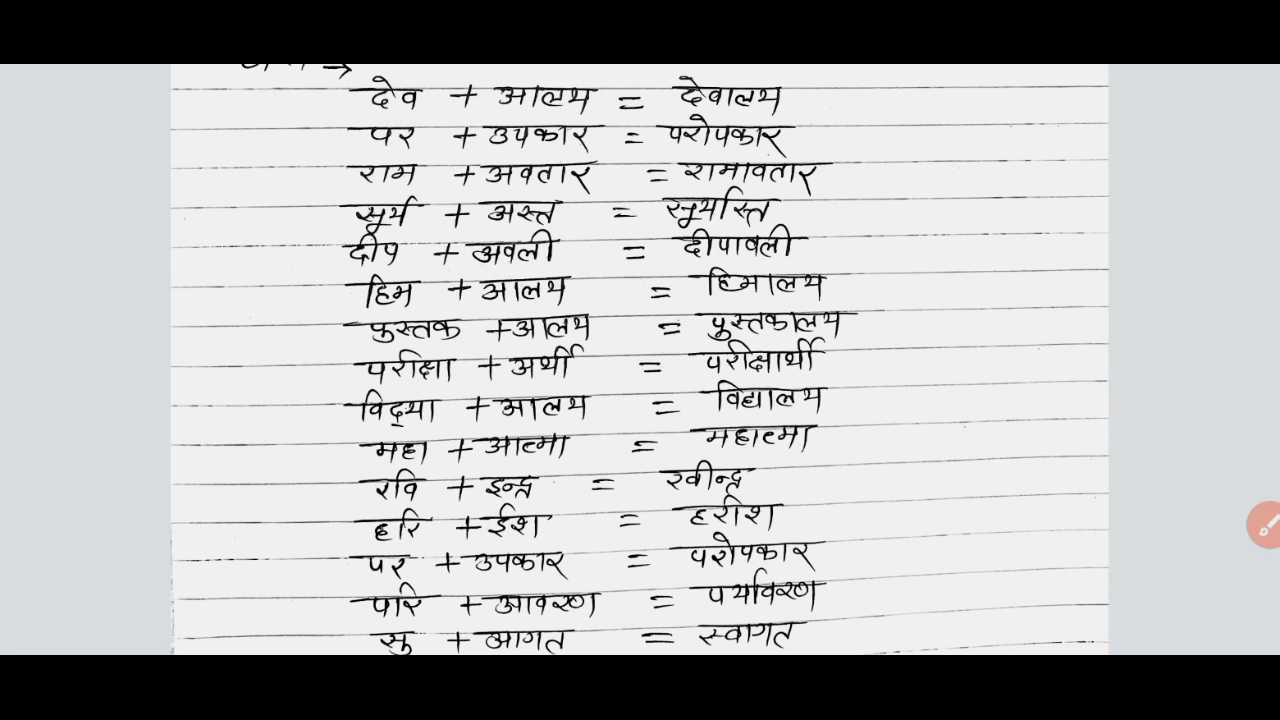 देव + आलय = देवालय
पर + उपकार = परोपकार
राम + अवतार = रामावतार
सूर्य + अस्त = सूर्यास्त
दीप + अवली = दीपावली
हिम + आलय = हिमालय
पुस्तक + आलय = पुस्तकालय
परीक्षा + अर्थी = परीक्षार्थी
विद्‌या + आलय = विद्यालय
महा + आत्मा = महात्मा
रवि + इन्द्र = रवीन्द्र
हरि + ईश = हरीश
पर + उपकार = परोपकार
परि + आवरण = पर्यावरण
सु + आगत = स्वागत